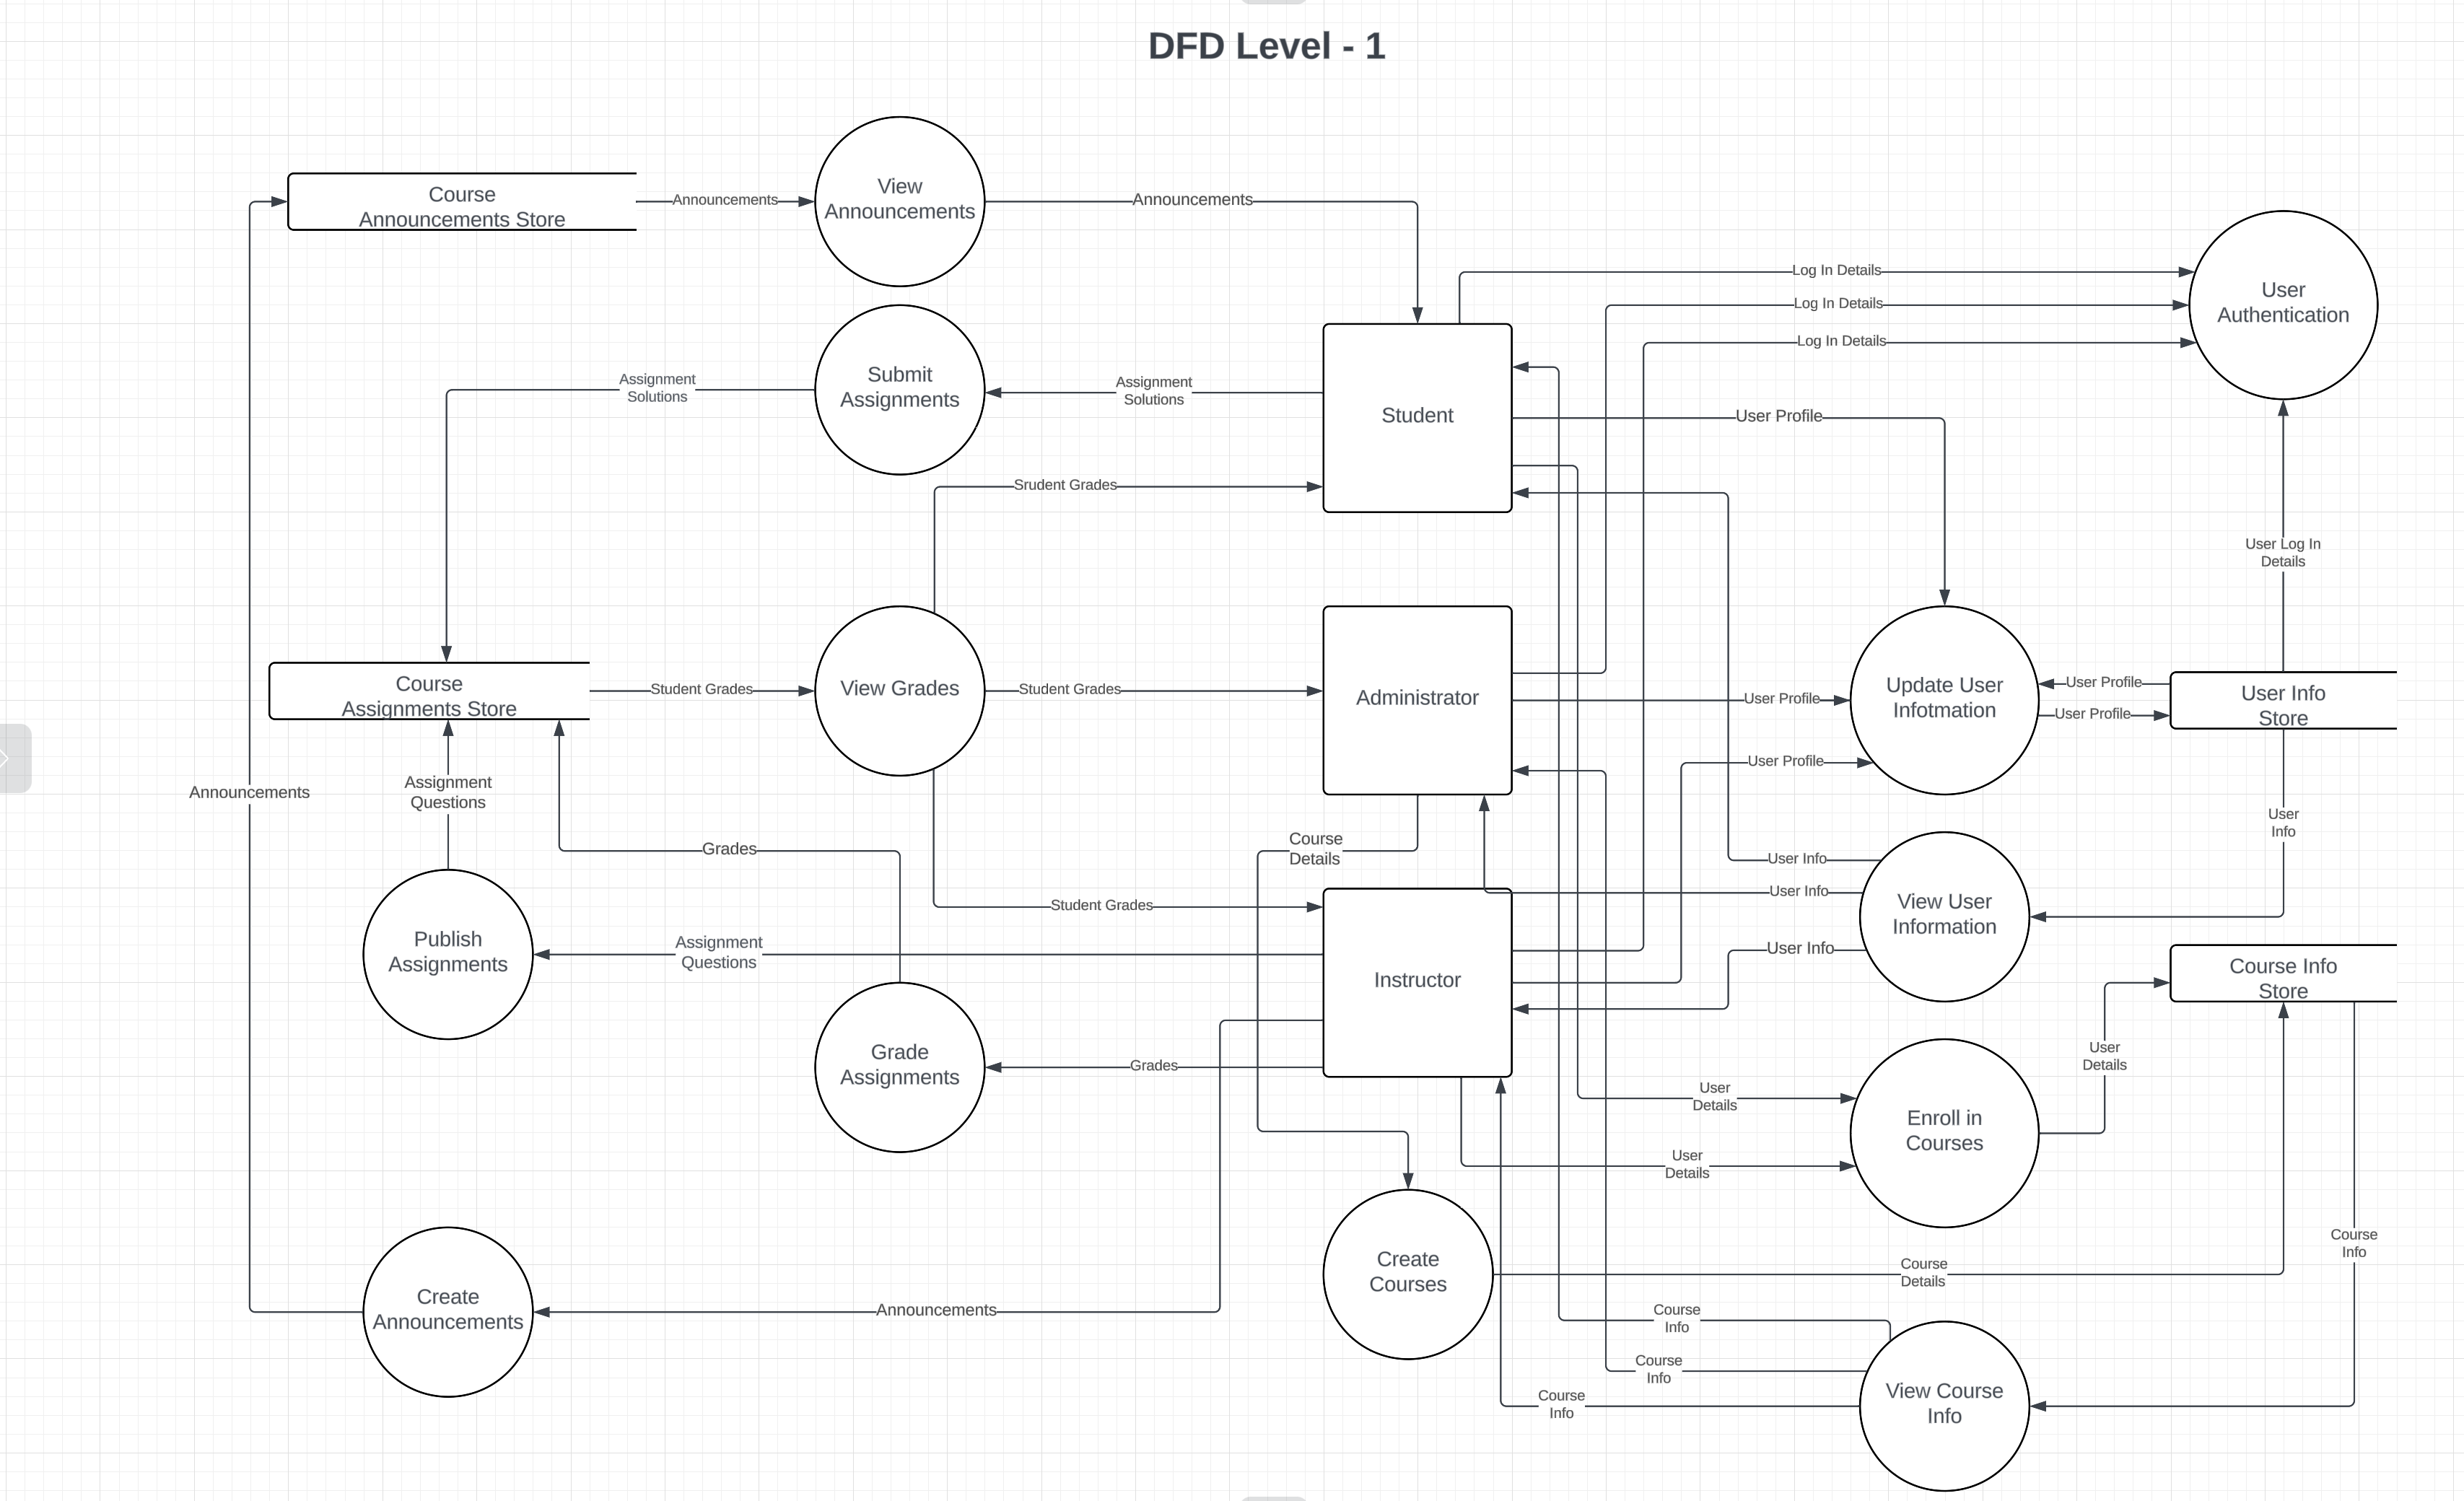 DFD Level - 1
Course
Announcements Store
Announcements
View
Announcements
Announcements
Log In Details
Log In Details
Log In Details
User
Authentication
Submit
Assignments
Assignment
Solutions
Assignment
Solutions
Student
User Profile
Srudent Grades
User Log In
Details
Course
Assignments Store
Student Grades
View Grades
Student Grades
Administrator
User Profile
Update User
Infotmation
User Profile
User Profile
User Info
Store
User Profile
Announcements
Assignment
Questions
Grades
Course
Details
User
Info
User Info
User Info
User Info
View User
Information
Student Grades
Publish
Assignments
Assignment
Questions
Instructor
Course Info
Store
Grade
Assignments
Grades
User
Details
User
Details
User
Details
Enroll in
Courses
Create
Courses
Course
Details
Course
Info
Create
Announcements
Announcements
Course
Info
Course
Info
Course
Info
View Course
Info